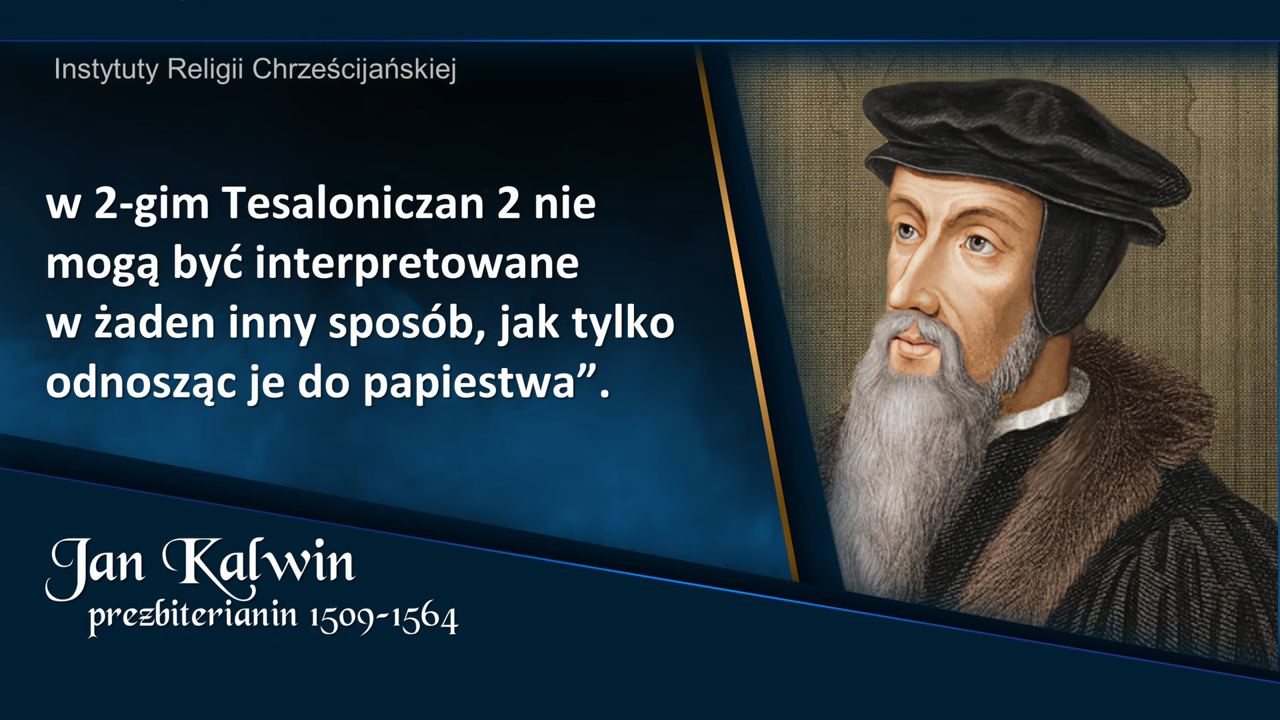 Instytuty Religii Chrześcijańskiej
w 2-gim Tesaloniczan 2 nie
mogą być interpretowane
w żaden inny sposób, jak tylko
odnosząc je do papiestwa”.
Jan Kalwin
prezbiterianin 1509-1564